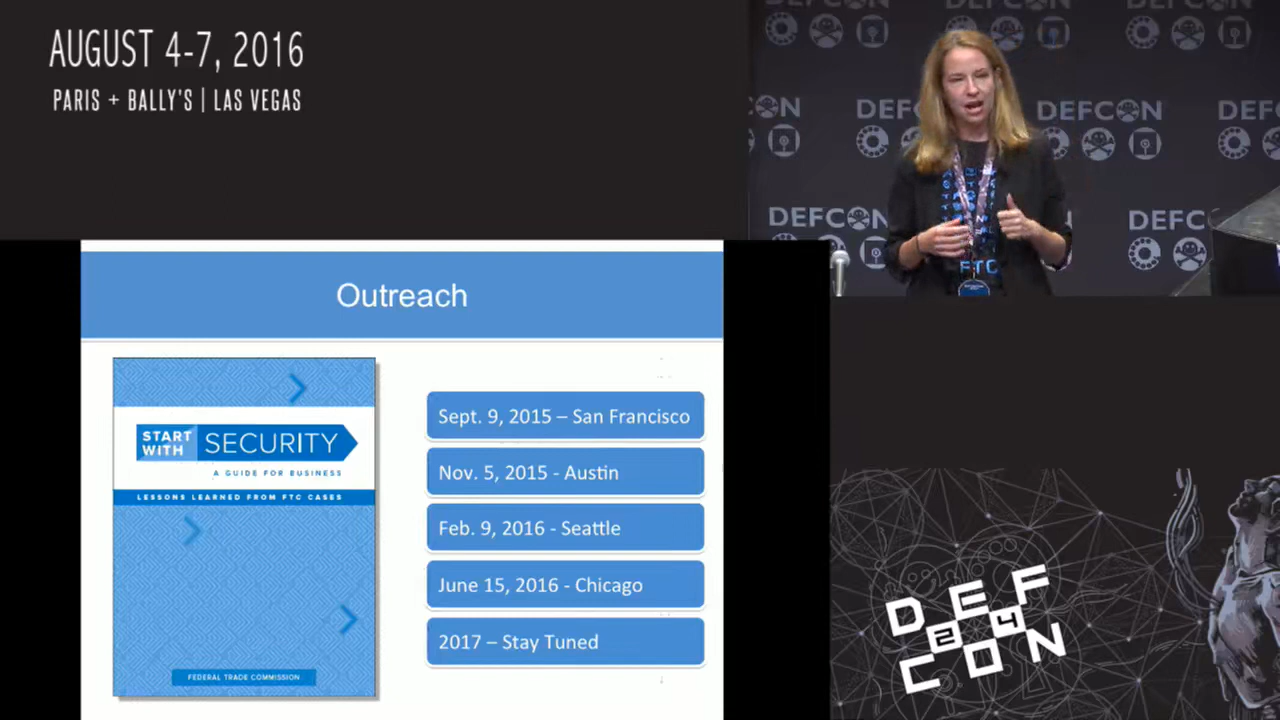 AUGUST 4-7, 2016
PARIS + BALLY'S | LAS VEGAS
DEFCON
DEFCON
DEFCON
DEF
DEFCON
FTC
Outreach
START
WITH
SECURITY
A GUIDE FOR BUSINESS
LESSONS LEARNED FROM FTC CASES
FEDERAL TRADE COMMISSION
Sept. 9, 2015 – San Francisco
Nov. 5, 2015 - Austin
Feb. 9, 2016 - Seattle
June 15, 2016 - Chicago
2017 – Stay Tuned
DEF
24
CON